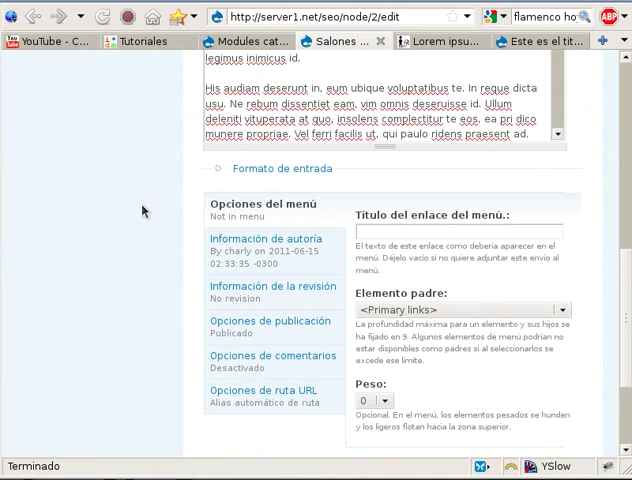 http://server1.net/seo/node/2/edit
flamenco ho
ABP
YouTube - C...
Tutoriales
Modules cat...
Salones ...
Lorem ipsu...
Este es el tit...
legimus inimicus id.
His audiam deserunt in, eum ubique voluptatibus te. In reque dicta
usu. Ne rebum dissentiet eam, vim omnis deseruisse id. Ullum
deleniti vituperata at quo, insolens complectitur te eos, ea pri dico
munere propriae. Vel ferri facilis ut, qui paulo ridens praesent ad.
Formato de entrada
Opciones del menú
Not in menu
Información de autoría
By charly on 2011-06-15
02:33:35 -0300
Información de la revisión
No revision
Opciones de publicación
Publicado
Opciones de comentarios
Desactivado
Opciones de ruta URL
Alias automático de ruta
Título del enlace del menú.:
El texto de este enlace como debería aparecer en el
menú. Déjelo vacío si no quiere adjuntar este envío al
menú.
Elemento padre:
<Primary links>
La profundidad máxima para un elemento y sus hijos se
ha fijado en 9. Algunos elementos de menú podrían no
estar disponibles como padres si al seleccionarlos se
excede ese límite.
Peso:
0
Opcional. En el menú, los elementos pesados se hunden
y los ligeros flotan hacia la zona superior.
Terminado
YSlow